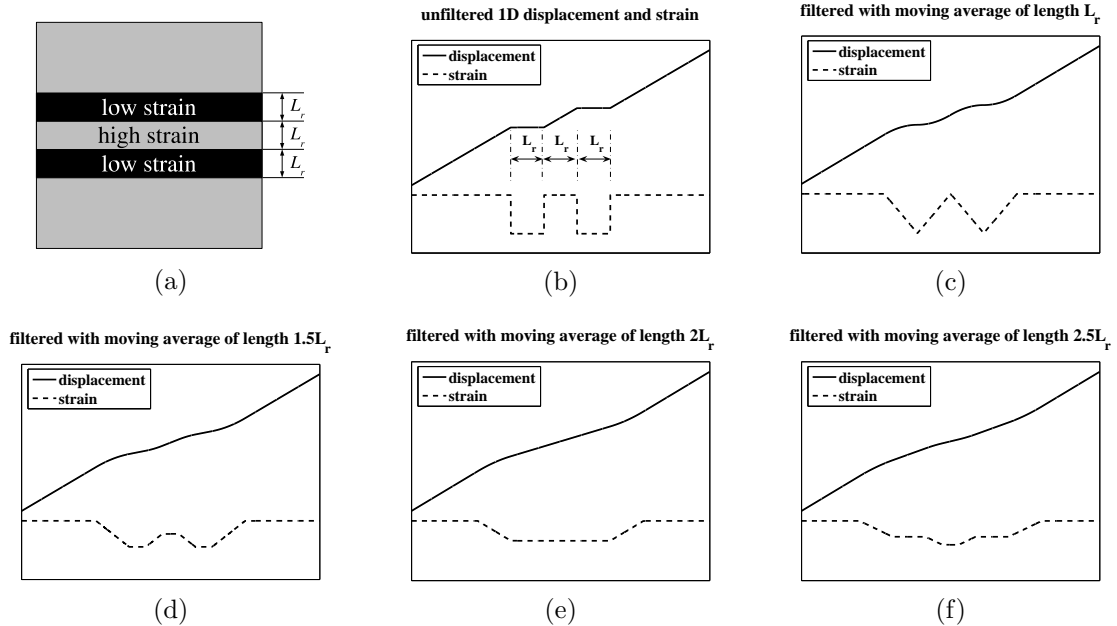 low strain
high strain
low strain
L_r
L_r
L_r
(a)
unfiltered 1D displacement and strain
displacement
strain
L_r L_r L_r
(b)
filtered with moving average of length L_r
displacement
strain
(c)
filtered with moving average of length 1.5L_r
displacement
strain
(d)
filtered with moving average of length 2L_r
displacement
strain
(e)
filtered with moving average of length 2.5L_r
displacement
strain
(f)